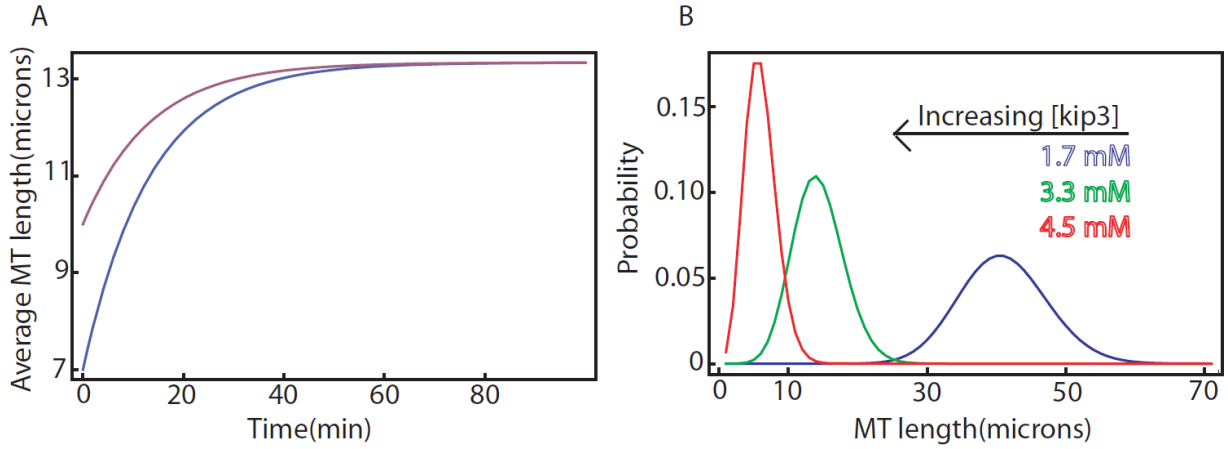 A
Average MT length(microns)
13
11
9
7
0
20
40
60
80
Time(min)
B
Probability
0.15
0.10
0.05
0
Increasing [kip3]
1.7 mM
3.3 mM
4.5 mM
0
10
30
50
70
MT length(microns)